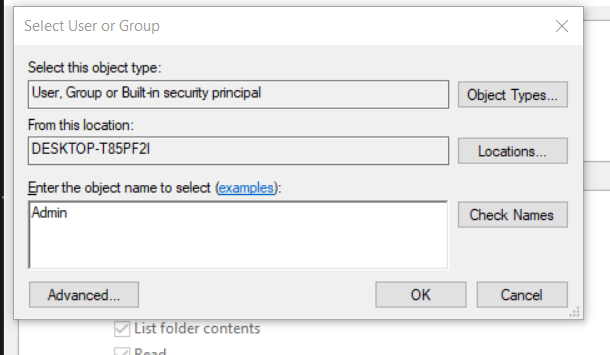 Select User or Group
Select this object type:
User, Group or Built-in security principal
Object Types...
From this location:
DESKTOP-T85PF2I
Locations...
Enter the object name to select (examples):
Admin
Check Names
Advanced...
OK
Cancel
List folder contents
Read